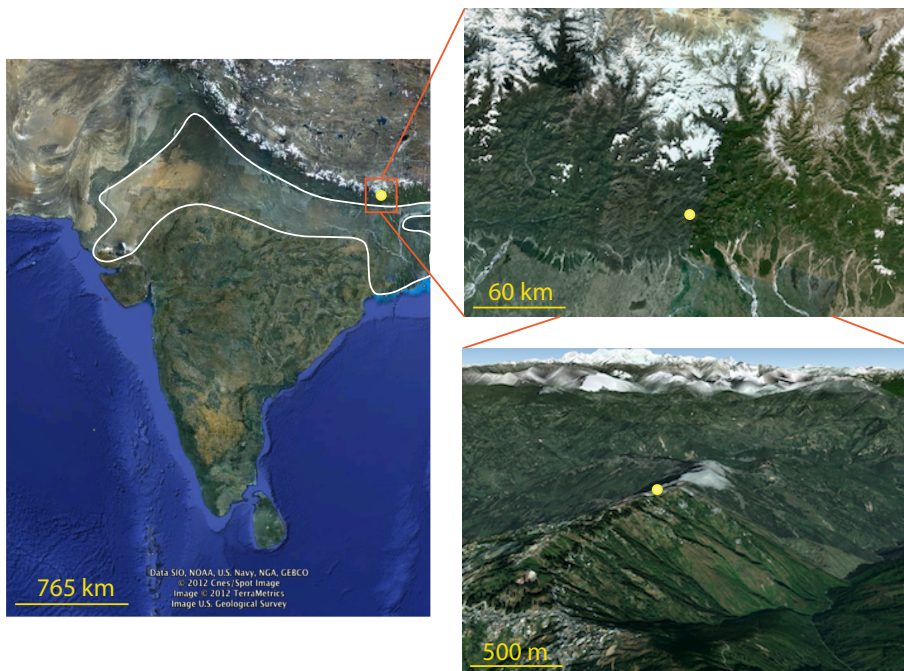 60 km
Data SIO, NOAA, U.S. Navy, NGA, GEBCO
© 2012 Cnes/Spot Image
Image © 2012 TerraMetrics
Image U.S. Geological Survey
765 km
500 m